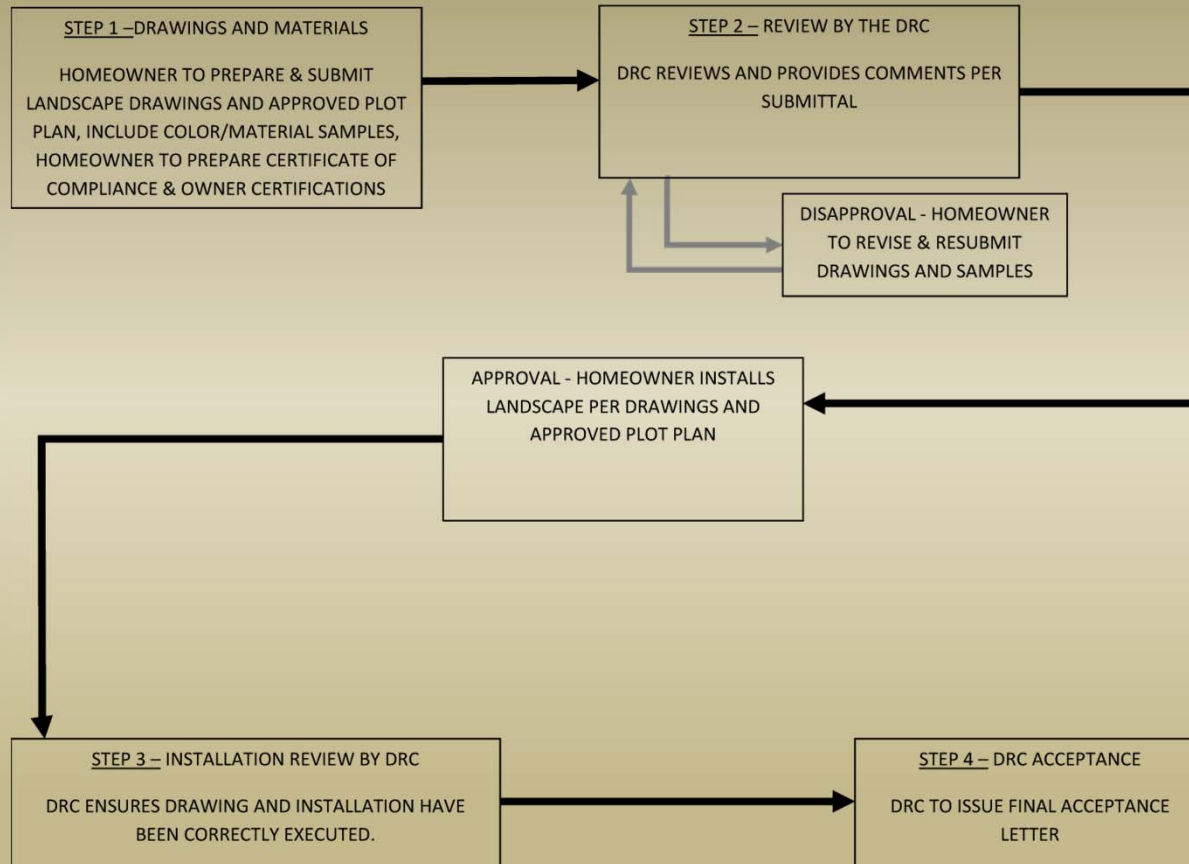 STEP 1 –DRAWINGS AND MATERIALS
HOMEOWNER TO PREPARE & SUBMIT
LANDSCAPE DRAWINGS AND APPROVED PLOT
PLAN, INCLUDE COLOR/MATERIAL SAMPLES,
HOMEOWNER TO PREPARE CERTIFICATE OF
COMPLIANCE & OWNER CERTIFICATIONS
STEP 2 – REVIEW BY THE DRC
DRC REVIEWS AND PROVIDES COMMENTS PER
SUBMITTAL
DISAPPROVAL - HOMEOWNER
TO REVISE & RESUBMIT
DRAWINGS AND SAMPLES
APPROVAL - HOMEOWNER INSTALLS
LANDSCAPE PER DRAWINGS AND
APPROVED PLOT PLAN
STEP 3 – INSTALLATION REVIEW BY DRC
DRC ENSURES DRAWING AND INSTALLATION HAVE
BEEN CORRECTLY EXECUTED.
STEP 4 – DRC ACCEPTANCE
DRC TO ISSUE FINAL ACCEPTANCE
LETTER